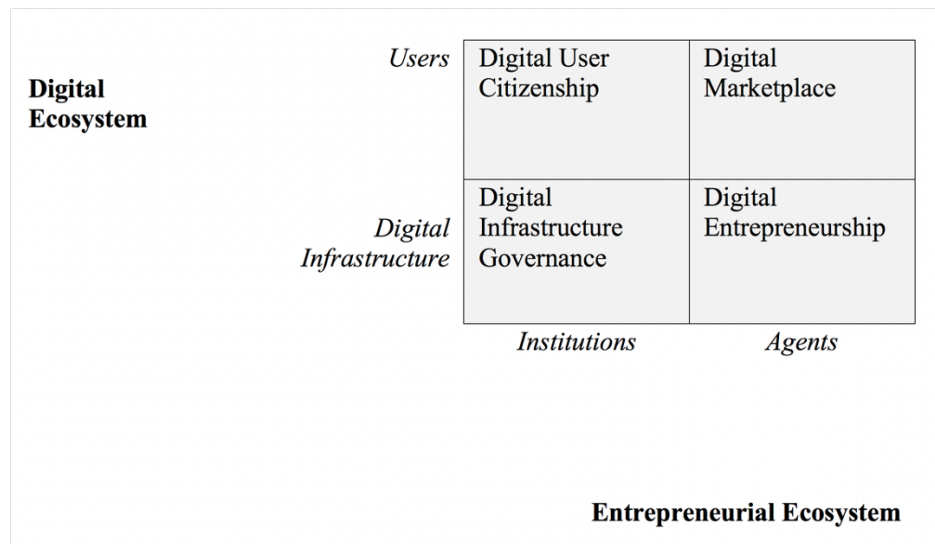 Users
Digital User
Citizenship
Digital
Marketplace
Digital
Ecosystem
Digital
Infrastructure
Digital
Infrastructure
Governance
Digital
Entrepreneurship
Institutions
Agents
Entrepreneurial Ecosystem